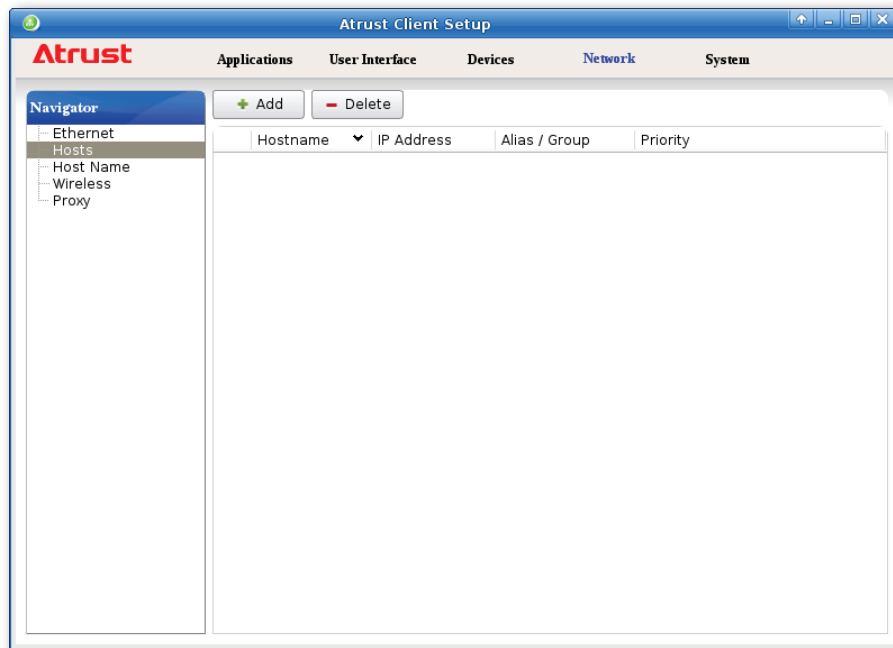 Atrust Client Setup
Atrust
Applications User Interface Devices Network System
Navigator
Ethernet
Hosts
Host Name
Wireless
Proxy
Add Delete
Hostname IP Address Alias / Group Priority